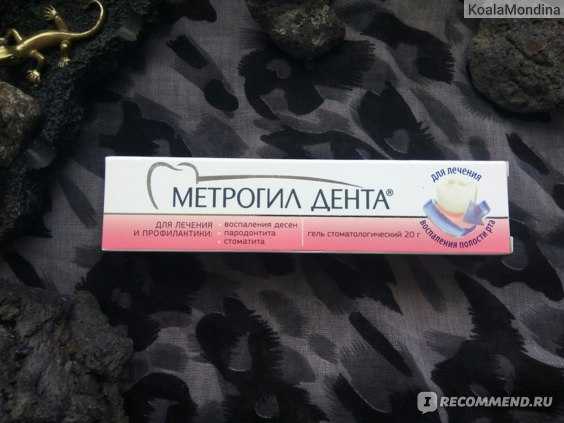 KoalaMondina
МЕТРОГИЛ ДЕНТА®
ДЛЯ ЛЕЧЕНИЯ
И ПРОФИЛАКТИКИ:
• воспаления десен
• пародонтита
• стоматита
гель стоматологический 20 г
для лечения
воспаления полости рта
I RECOMMEND.RU